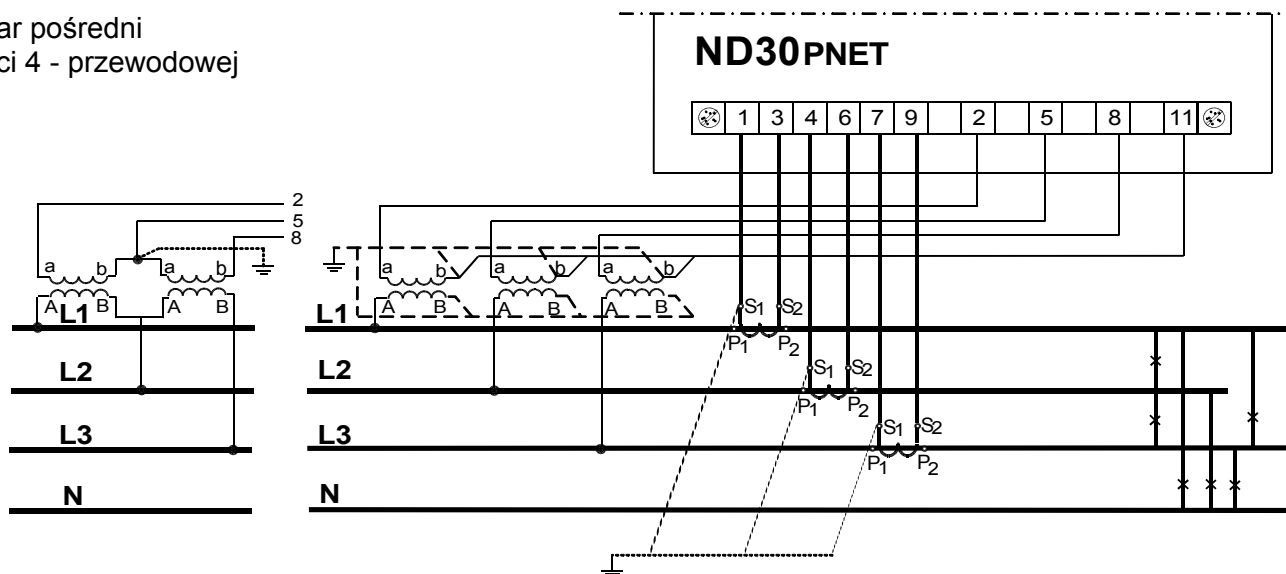 ar pośredni
ci 4 - przewodowej
ND30PNET
1 3 4 6 7 9 2 5 8 11
2
5
8
a b a b
A B A B
L1
L2
L3
N
a b a b a b
A B A B A B
L1
L2
L3
N
S1 S2
P1 P2
S1 S2
P1 P2
S1 S2
P1 P2